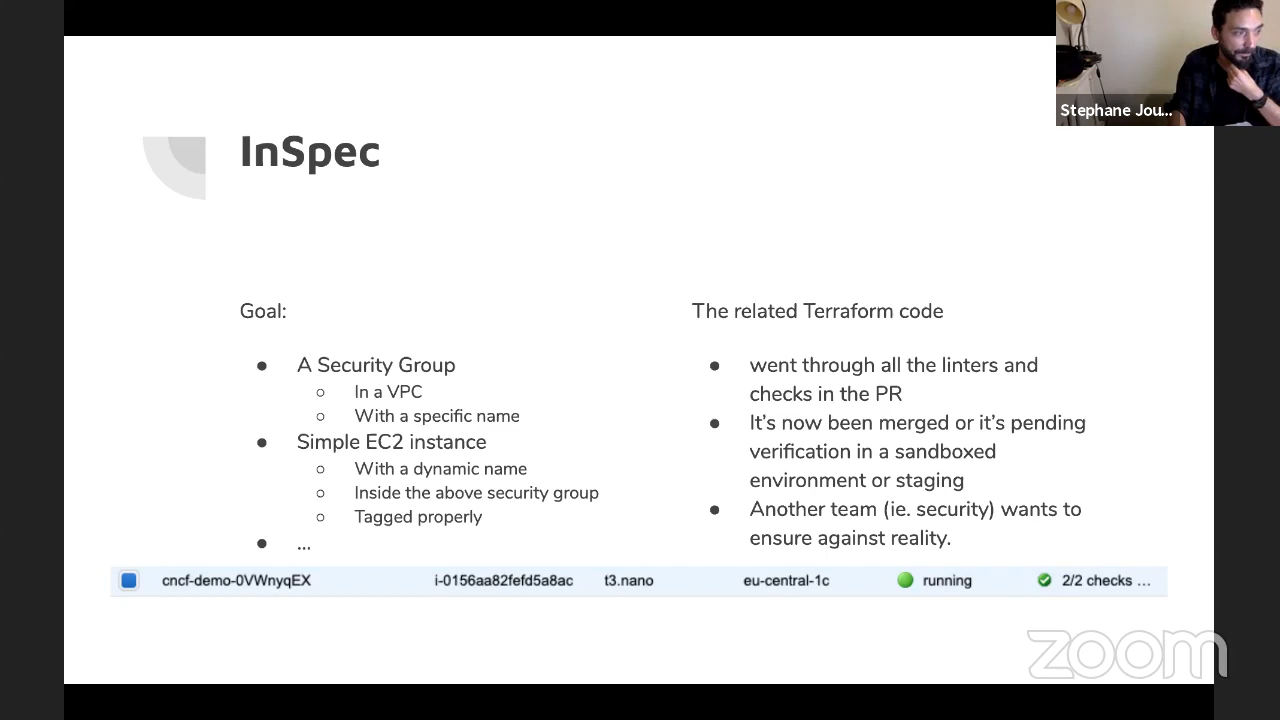 Stephane Jou...
InSpec
Goal:
● A Security Group
○ In a VPC
○ With a specific name
● Simple EC2 instance
○ With a dynamic name
○ Inside the above security group
○ Tagged properly
● ...
The related Terraform code
● went through all the linters and
checks in the PR
● It’s now been merged or it’s pending
verification in a sandboxed
environment or staging
● Another team (ie. security) wants to
ensure against reality.
cncf-demo-0VWnyqEX i-0156aa82fefd5a8ac t3.nano eu-central-1c running 2/2 checks ...
zoom